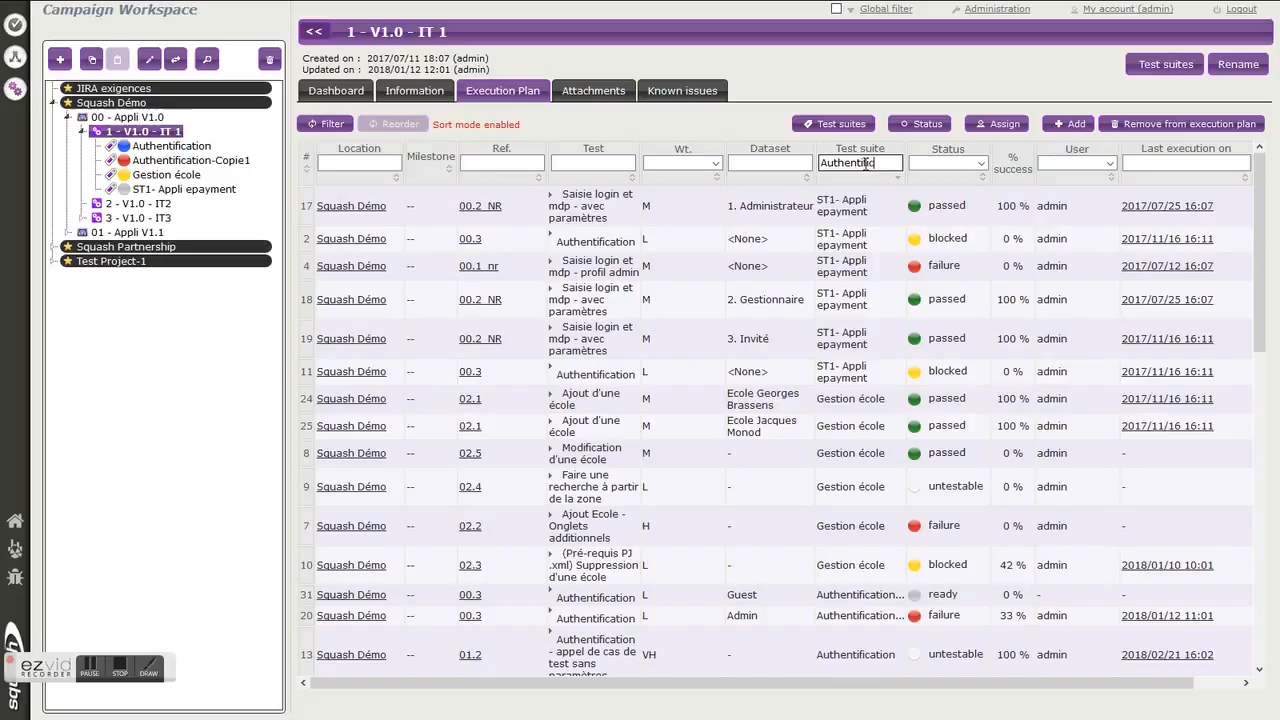 Campaign Workspace
Global filter
Administration
My account (admin)
Logout
<< 1 - V1.0 - IT 1
Created on : 2017/07/11 18:07 (admin)
Updated on : 2018/01/12 12:01 (admin)
Test suites
Rename
JIRA exigences
Squash Démo
00 - Appli V1.0
1 - V1.0 - IT 1
Authentification
Authentification-Copie1
Gestion école
ST1- Appli epayment
2 - V1.0 - IT2
3 - V1.0 - IT3
01 - Appli V1.1
Squash Partnership
Test Project-1
Dashboard Information Execution Plan Attachments Known issues
Filter Reorder Sort mode enabled Test suites Status Assign Add Remove from execution plan
# Location Milestone Ref. Test Wt. Dataset Test suite Status % success User Last execution on
17 Squash Démo -- 00.2_NR Saisie login et mdp - avec paramètres M 1. Administrateur ST1- Appli epayment passed 100 % admin 2017/07/25 16:07
2 Squash Démo -- 00.3 Authentification L <None> ST1- Appli epayment blocked 0 % admin 2017/11/16 16:11
4 Squash Démo -- 00.1_nr Saisie login et mdp - profil admin M <None> ST1- Appli epayment failure 0 % admin 2017/07/12 16:07
18 Squash Démo -- 00.2_NR Saisie login et mdp - avec paramètres M 2. Gestionnaire ST1- Appli epayment passed 100 % admin 2017/07/25 16:07
19 Squash Démo -- 00.2_NR Saisie login et mdp - avec paramètres M 3. Invité ST1- Appli epayment passed 100 % admin 2017/11/16 16:11
11 Squash Démo -- 00.3 Authentification L <None> ST1- Appli epayment blocked 0 % admin 2017/11/16 16:11
24 Squash Démo -- 02.1 Ajout d'une école M Ecole Georges Brassens Gestion école passed 100 % admin 2017/11/16 16:11
25 Squash Démo -- 02.1 Ajout d'une école M Ecole Jacques Monod Gestion école passed 100 % admin 2017/11/16 16:11
8 Squash Démo -- 02.5 Modification d'une école M - Gestion école passed 0 % admin -
9 Squash Démo -- 02.4 Faire une recherche à partir de la zone L - Gestion école untestable 0 % admin -
7 Squash Démo -- 02.2 Ajout Ecole - Onglets additionnels H - Gestion école failure 0 % admin -
10 Squash Démo -- 02.3 (Pré-requis PJ .xml) Suppression d'une école L - Gestion école blocked 42 % admin 2018/01/10 10:01
31 Squash Démo -- 00.3 Authentification L Guest Authentification... ready 0 % - -
20 Squash Démo -- 00.3 Authentification L Admin Authentification... failure 33 % admin 2018/01/12 11:01
13 Squash Démo -- 01.2 Authentification - appel de cas de test sans paramètres VH - Authentification untestable 100 % admin 2018/02/21 16:02
squash
ezvid
RECORDER
PAUSE STOP DRAW